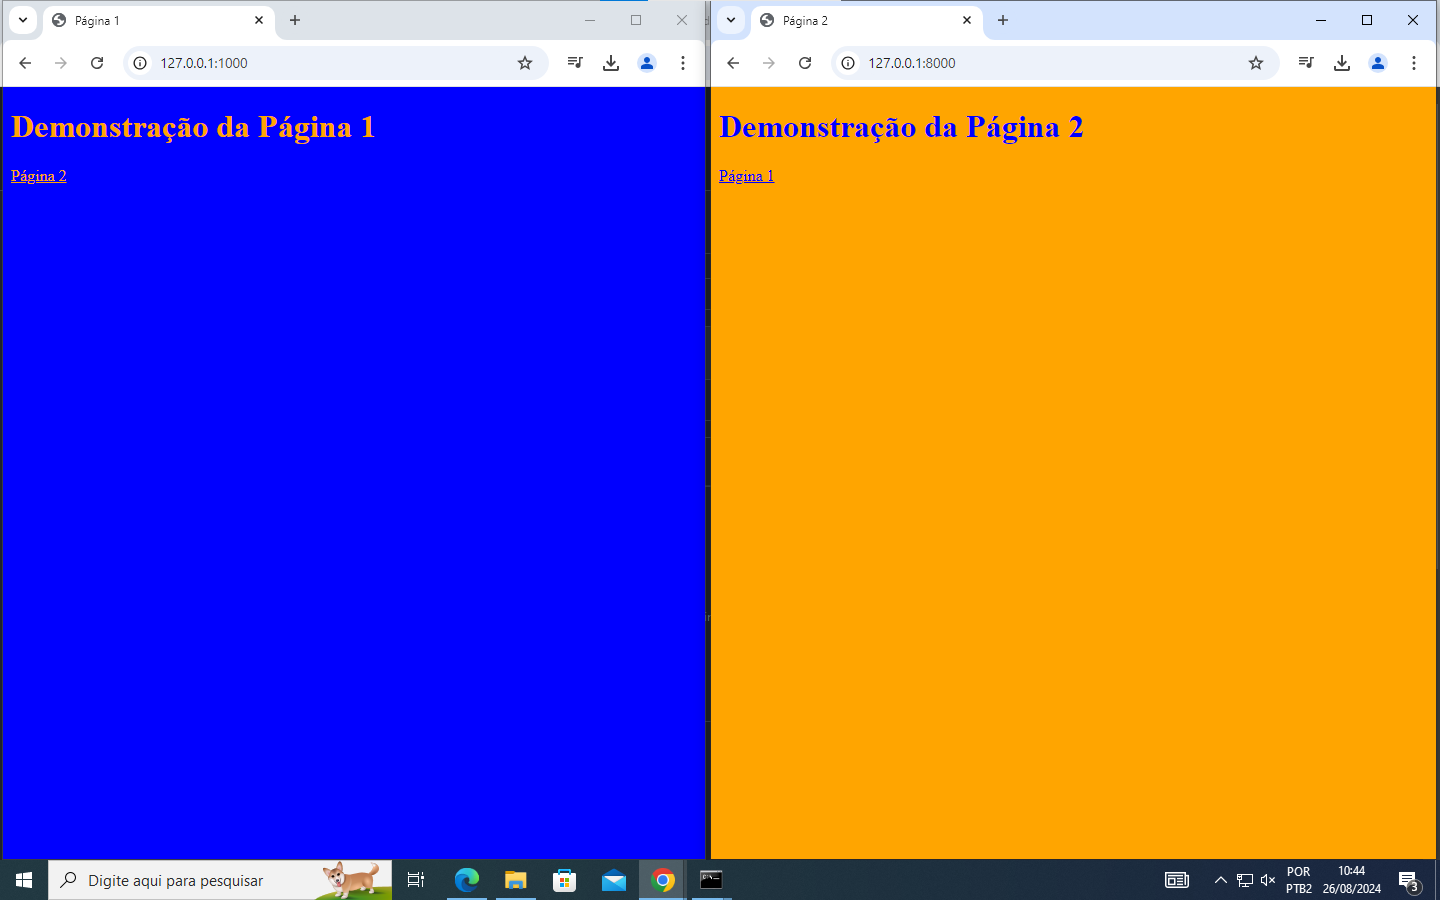 Página 1
127.0.0.1:1000
Demonstração da Página 1
Página 2
Página 2
127.0.0.1:8000
Demonstração da Página 2
Página 1
Digite aqui para pesquisar
POR
PTB2
10:44
26/08/2024
3